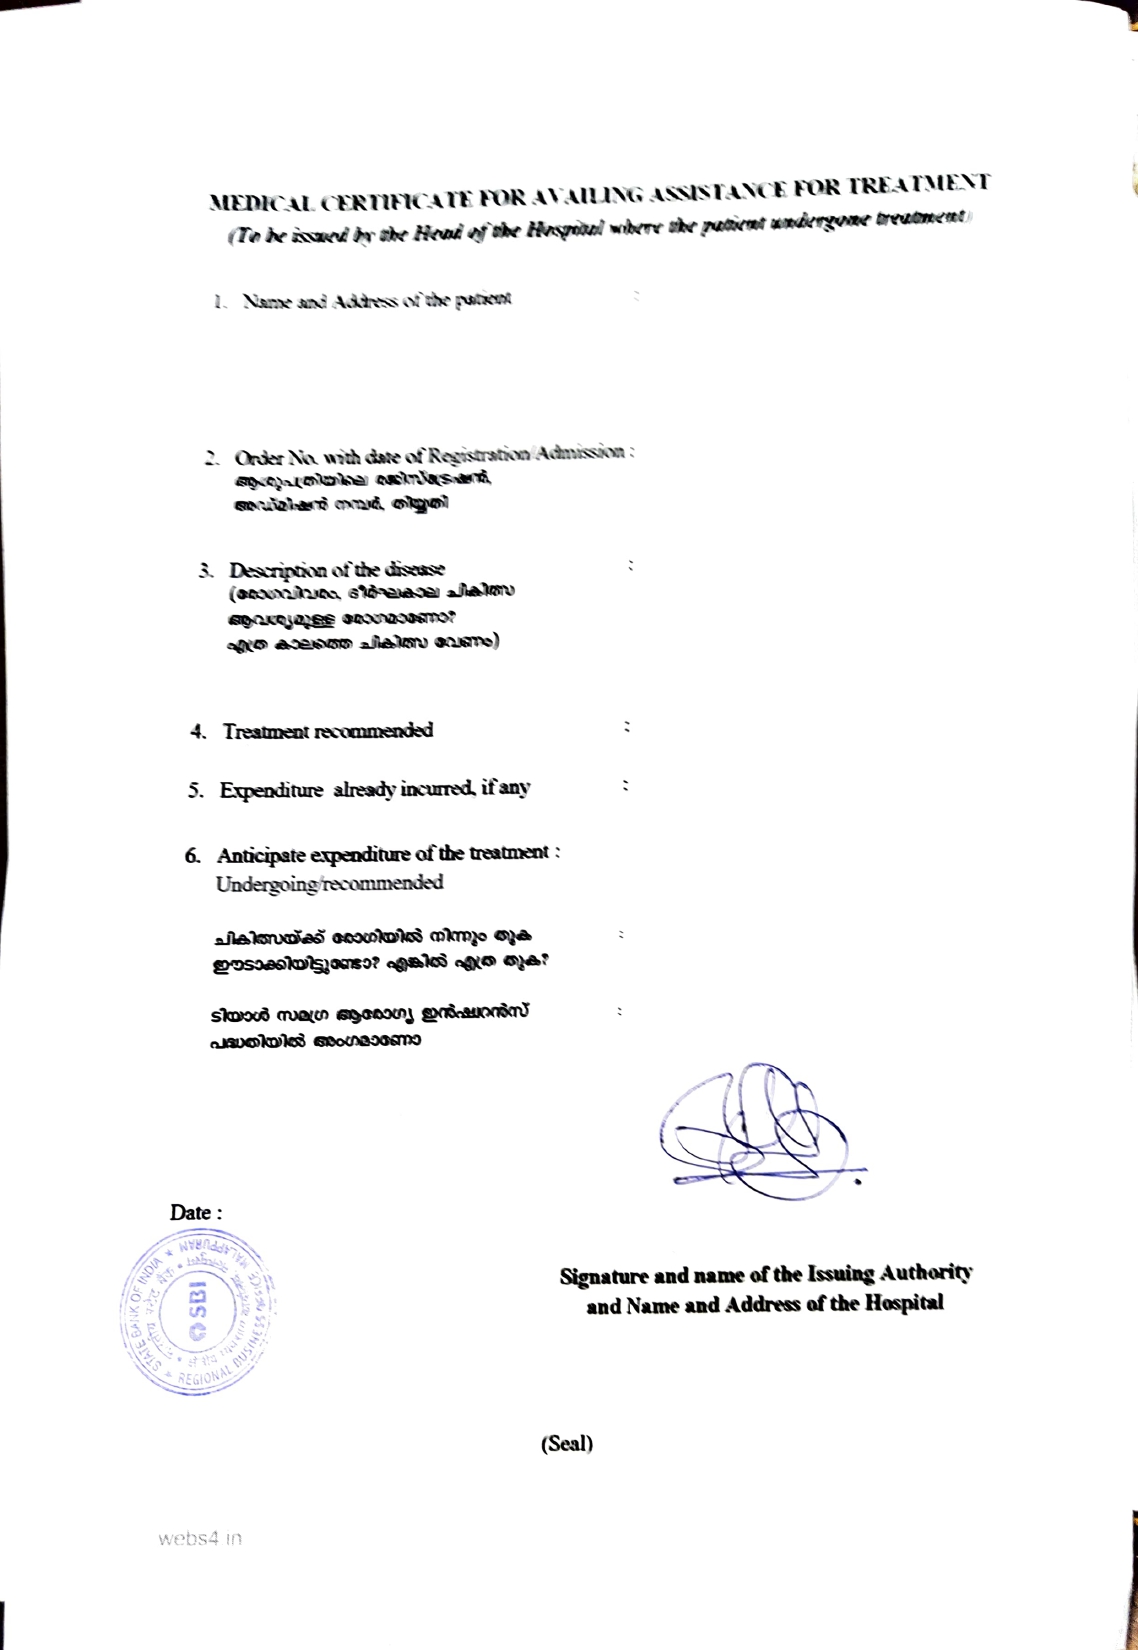 MEDICAL CERTIFICATE FOR AVAILING ASSISTANCE FOR TREATMENT
(To be issued by the Head of the Hospital where the patient undergone treatment)
1. Name and Address of the patient :
2. Order No. with date of Registration/Admission :
ആശുപത്രിയിലെ രജിസ്ട്രേഷൻ,
അഡ്മിഷൻ നമ്പർ, തിയ്യതി
3. Description of the disease :
(രോഗവിവരം, ദീർഘകാല ചികിത്സ
ആവശ്യമുള്ള രോഗമാണോ?
എത്ര കാലത്തെ ചികിത്സ വേണം)
4. Treatment recommended :
5. Expenditure already incurred, if any :
6. Anticipate expenditure of the treatment :
Undergoing/recommended
ചികിത്സയ്ക്ക് രോഗിയിൽ നിന്നും തുക :
ഈടാക്കിയിട്ടുണ്ടോ? എങ്കിൽ എത്ര തുക?
ടിയാൾ സമഗ്ര ആരോഗ്യ ഇൻഷുറൻസ് :
പദ്ധതിയിൽ അംഗമാണോ
Date :
STATE BANK OF INDIA ★ MALAPPURAM
★ REGIONAL BUSINESS OFFICE
SBI
Signature and name of the Issuing Authority
and Name and Address of the Hospital
(Seal)
webs4.in